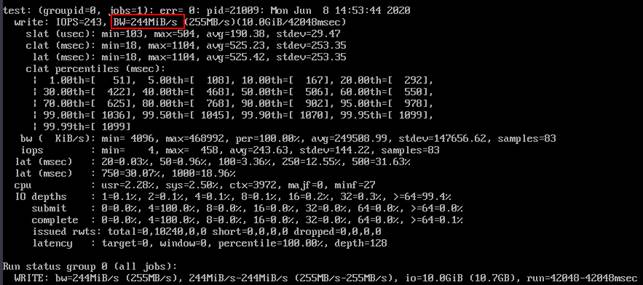 test: (groupid=0, jobs=1): err= 0: pid=21009: Mon Jun  8 14:53:44 2020
write: IOPS=243, BW=244MiB/s (255MB/s)(10.0GiB/42048msec)
slat (usec): min=103, max=504, avg=190.38, stdev=29.47
clat (msec): min=18, max=1104, avg=525.23, stdev=253.35
lat (msec): min=18, max=1104, avg=525.42, stdev=253.35
clat percentiles (msec):
|  1.00th=[   51],  5.00th=[  108], 10.00th=[  167], 20.00th=[  292],
| 30.00th=[  422], 40.00th=[  468], 50.00th=[  506], 60.00th=[  550],
| 70.00th=[  625], 80.00th=[  768], 90.00th=[  902], 95.00th=[  978],
| 99.00th=[ 1036], 99.50th=[ 1045], 99.90th=[ 1070], 99.95th=[ 1099],
| 99.99th=[ 1099]
bw (  KiB/s): min= 4096, max=468992, per=100.00%, avg=249508.99, stdev=147656.62, samples=83
iops        : min=    4, max=  458, avg=243.63, stdev=144.22, samples=83
lat (msec)   : 20=0.03%, 50=0.96%, 100=3.36%, 250=12.55%, 500=31.63%
lat (msec)   : 750=30.07%, 1000=18.96%
cpu          : usr=2.28%, sys=2.50%, ctx=3972, majf=0, minf=27
IO depths    : 1=0.1%, 2=0.1%, 4=0.1%, 8=0.1%, 16=0.2%, 32=0.3%, >=64=99.4%
submit    : 0=0.0%, 4=100.0%, 8=0.0%, 16=0.0%, 32=0.0%, 64=0.0%, >=64=0.0%
complete  : 0=0.0%, 4=100.0%, 8=0.0%, 16=0.0%, 32=0.0%, 64=0.0%, >=64=0.1%
issued rwts: total=0,10240,0,0 short=0,0,0,0 dropped=0,0,0,0
latency   : target=0, window=0, percentile=100.00%, depth=128
Run status group 0 (all jobs):
WRITE: bw=244MiB/s (255MB/s), 244MiB/s-244MiB/s (255MB/s-255MB/s), io=10.0GiB (10.7GB), run=42048-42048msec